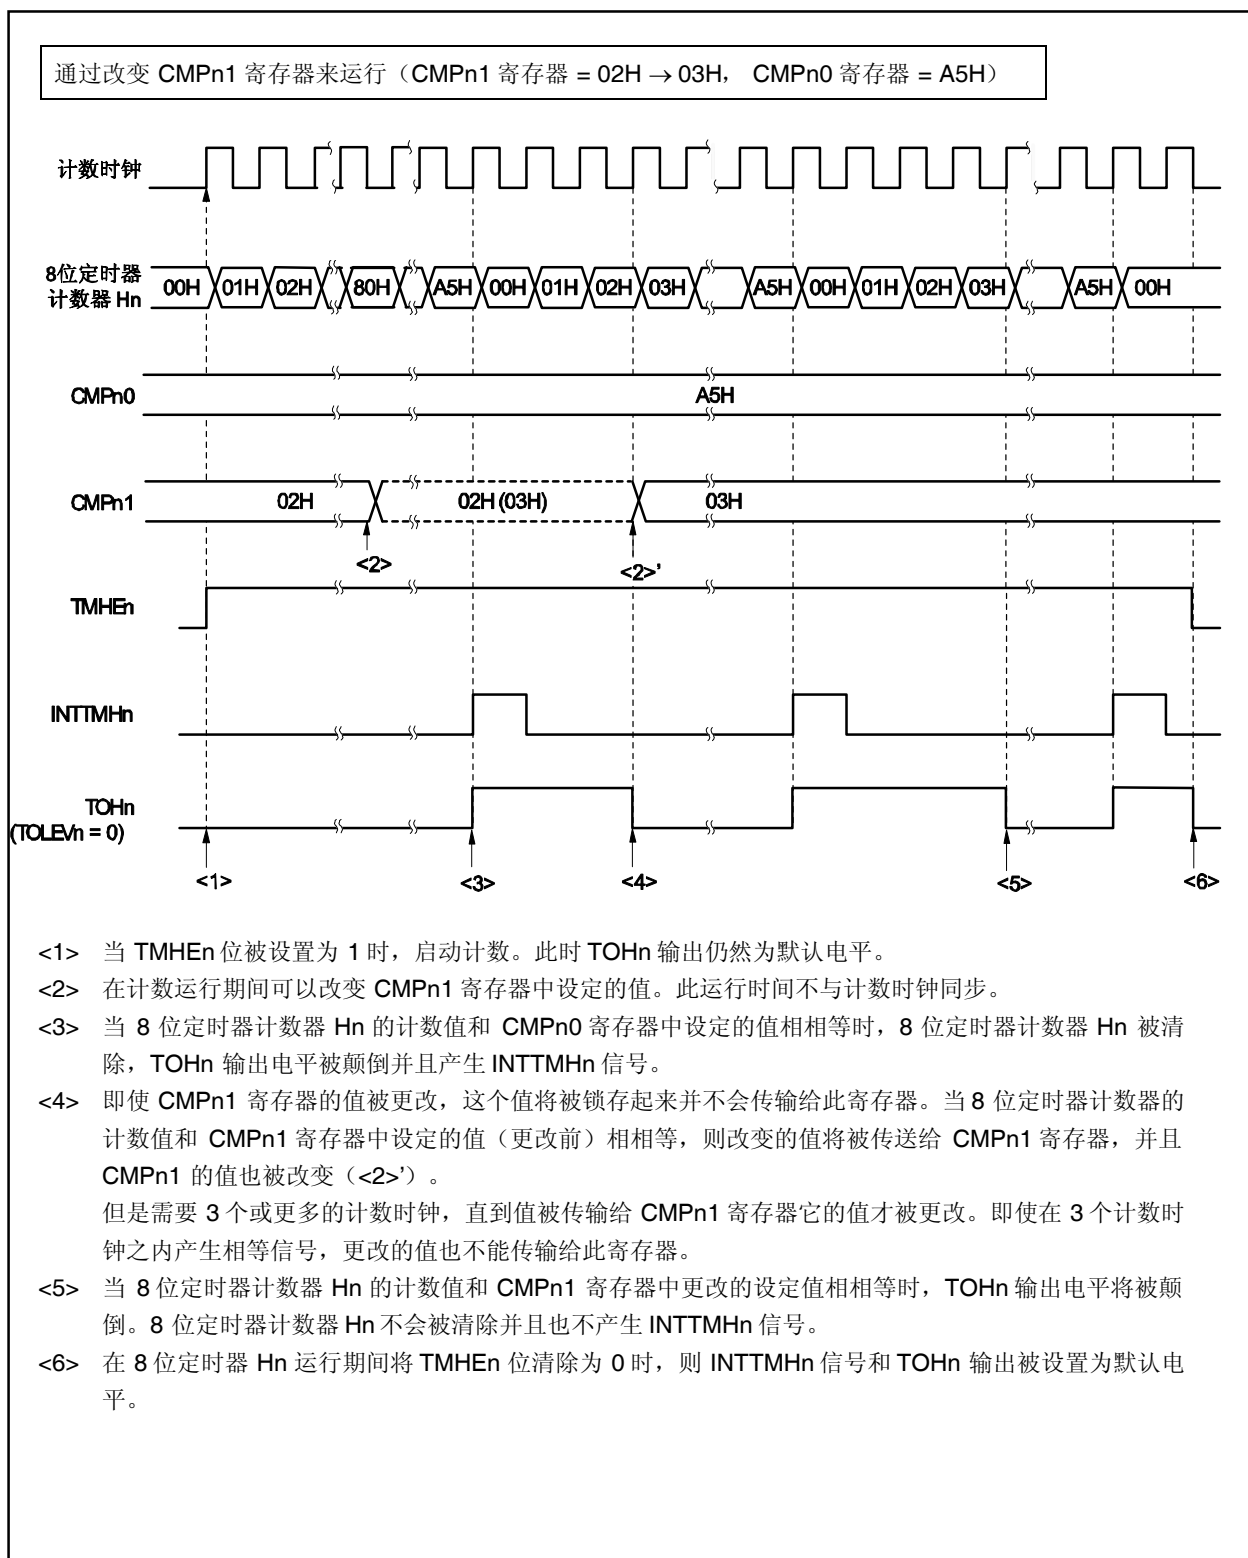 通过改变 CMPn1 寄存器来运行（CMPn1 寄存器 = 02H → 03H， CMPn0 寄存器 = A5H）
计数时钟
8位定时器
计数器 Hn
00H 01H 02H 80H A5H 00H 01H 02H 03H A5H 00H 01H 02H 03H A5H 00H
CMPn0
A5H
CMPn1
02H 02H (03H) 03H
<2> <2>’
TMHEn
INTTMHn
TOHn
(TOLEVn = 0)
<1> <3> <4> <5> <6>
<1> 当 TMHEn 位被设置为 1 时，启动计数。此时 TOHn 输出仍然为默认电平。
<2> 在计数运行期间可以改变 CMPn1 寄存器中设定的值。此运行时间不与计数时钟同步。
<3> 当 8 位定时器计数器 Hn 的计数值和 CMPn0 寄存器中设定的值相相等时，8 位定时器计数器 Hn 被清
除，TOHn 输出电平被颠倒并且产生 INTTMHn 信号。
<4> 即使 CMPn1 寄存器的值被更改，这个值将被锁存起来并不会传输给此寄存器。当 8 位定时器计数器的
计数值和 CMPn1 寄存器中设定的值（更改前）相相等，则改变的值将被传送给 CMPn1 寄存器，并且
CMPn1 的值也被改变（<2>’）。
但是需要 3 个或更多的计数时钟，直到值被传输给 CMPn1 寄存器它的值才被更改。即使在 3 个计数时
钟之内产生相等信号，更改的值也不能传输给此寄存器。
<5> 当 8 位定时器计数器 Hn 的计数值和 CMPn1 寄存器中更改的设定值相相等时，TOHn 输出电平将被颠
倒。8 位定时器计数器 Hn 不会被清除并且也不产生 INTTMHn 信号。
<6> 在 8 位定时器 Hn 运行期间将 TMHEn 位清除为 0 时，则 INTTMHn 信号和 TOHn 输出被设置为默认电
平。